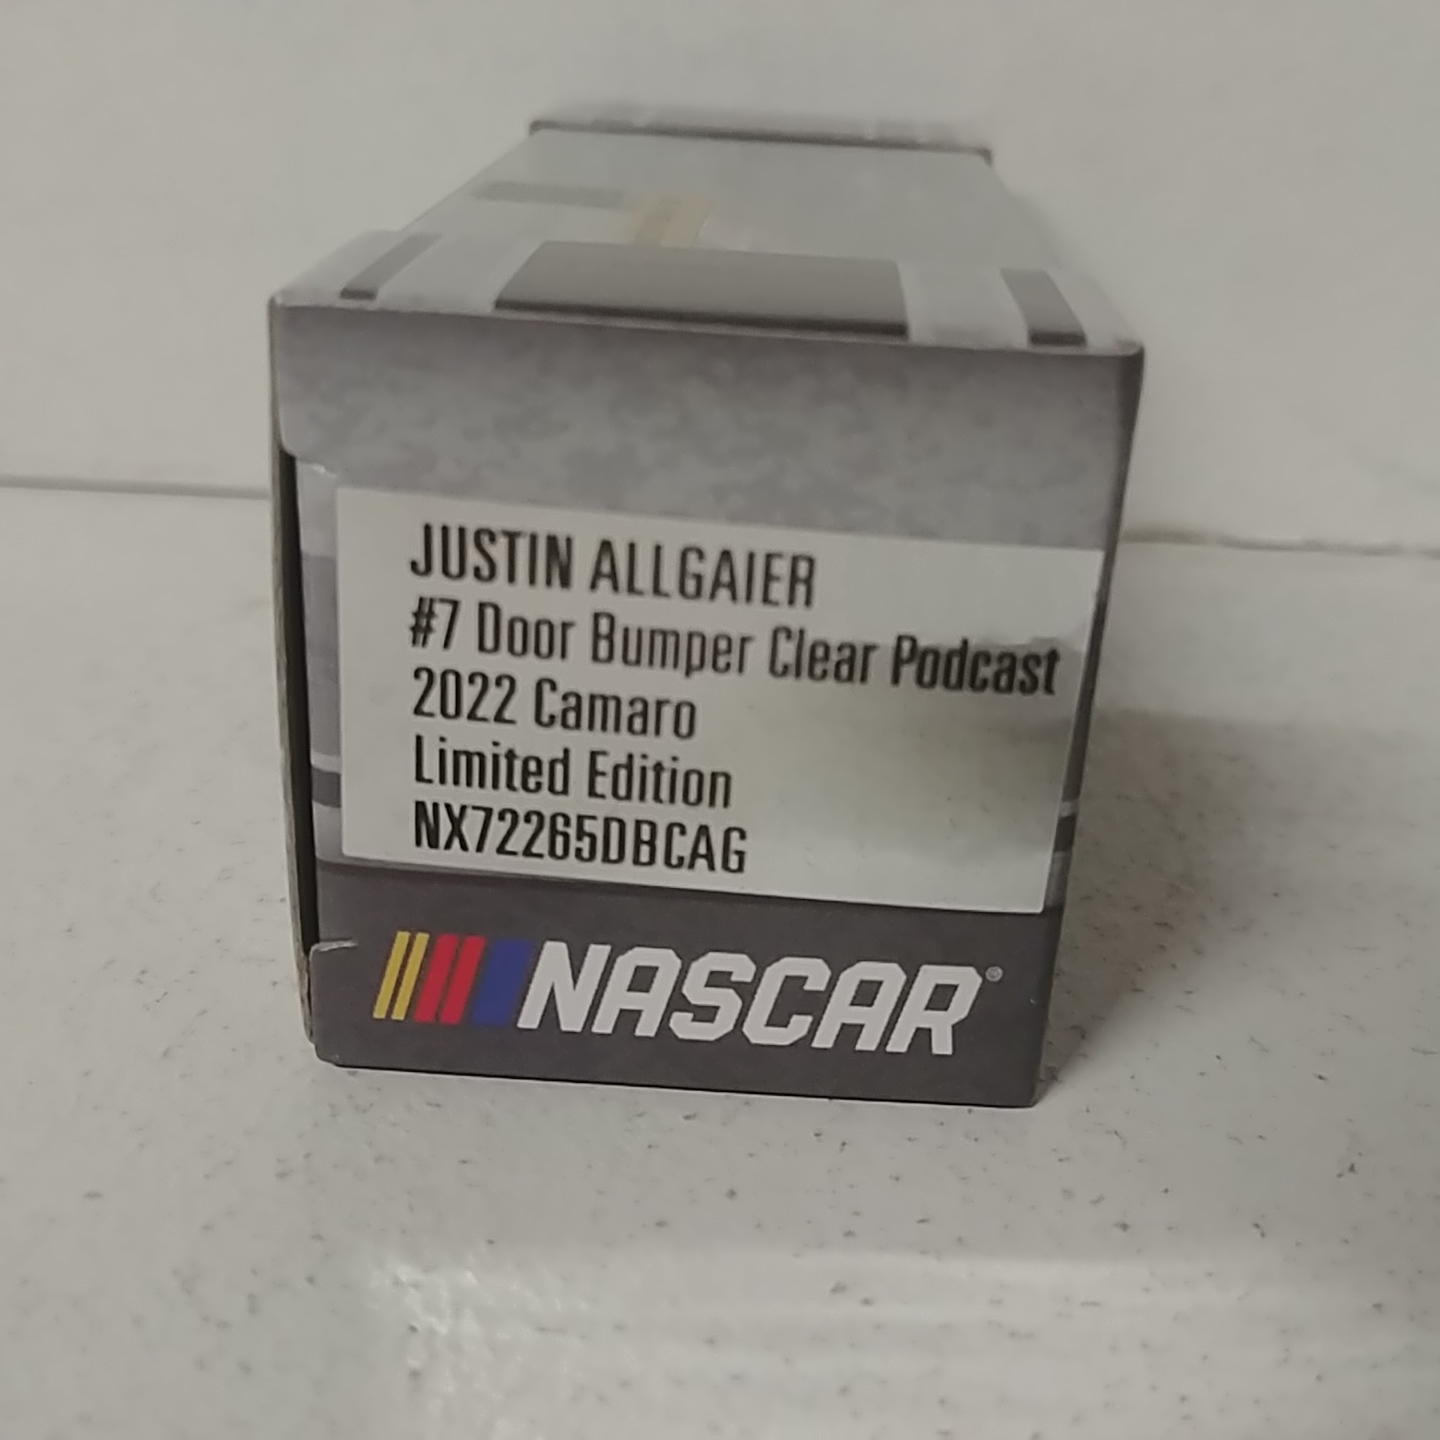 JUSTIN ALLGAIER
#7 Door Bumper Clear Podcast
2022 Camaro
Limited Edition
NX72265DBCAG
NASCAR®